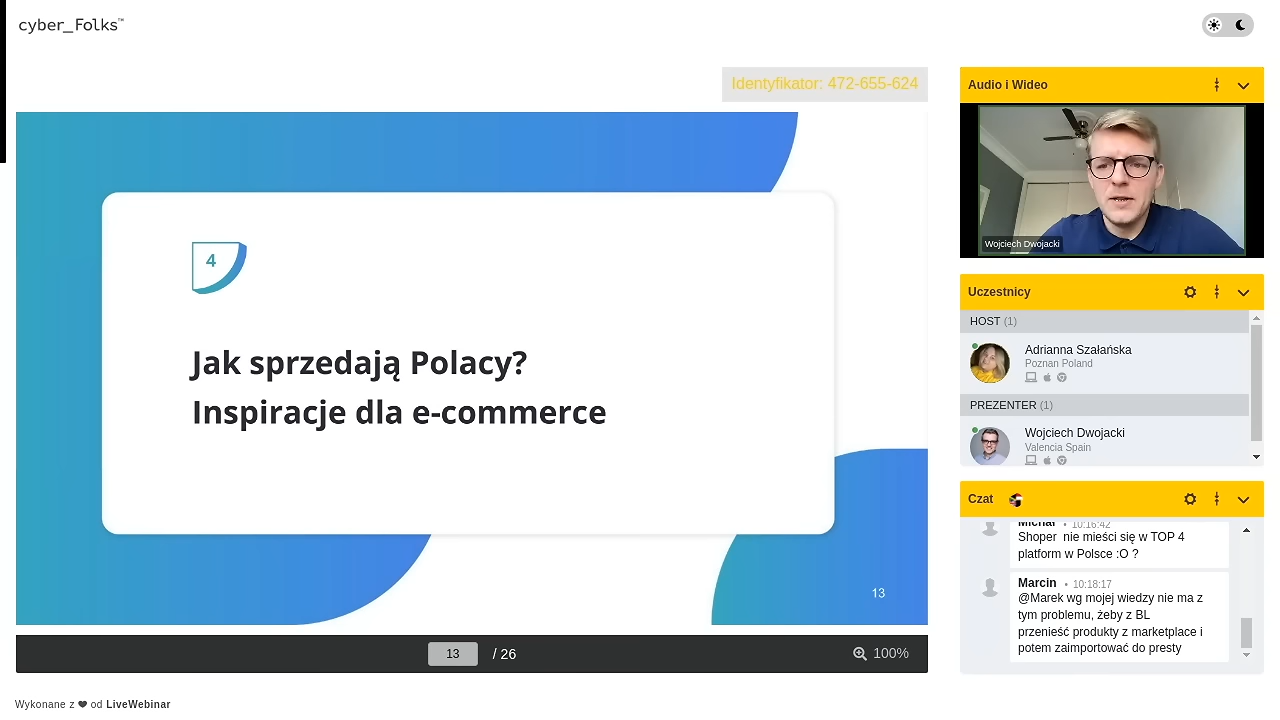 cyber_Folks™
Identyfikator: 472-655-624
4
Jak sprzedają Polacy?
Inspiracje dla e-commerce
13
13 / 26
100%
Wykonane z ❤ od LiveWebinar
Audio i Wideo
Wojciech Dwojacki
Uczestnicy
HOST (1)
Adrianna Szałańska
Poznan Poland
PREZENTER (1)
Wojciech Dwojacki
Valencia Spain
Czat
Michał • 10:16:42
Shoper nie mieści się w TOP 4
platform w Polsce :O ?
Marcin • 10:18:17
@Marek wg mojej wiedzy nie ma z
tym problemu, żeby z BL
przenieść produkty z marketplace i
potem zaimportować do presty